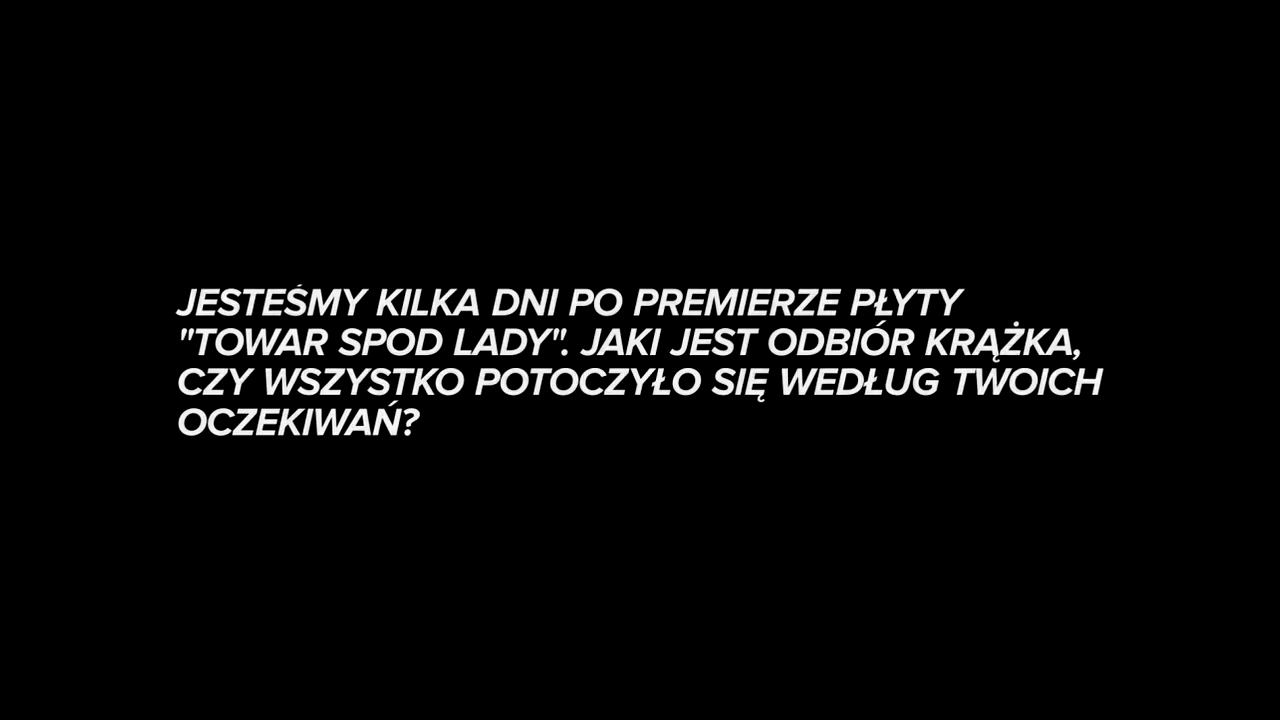 JESTEŚMY KILKA DNI PO PREMIERZE PŁYTY
"TOWAR SPOD LADY". JAKI JEST ODBIÓR KRĄŻKA,
CZY WSZYSTKO POTOCZYŁO SIĘ WEDŁUG TWOICH
OCZEKIWAŃ?